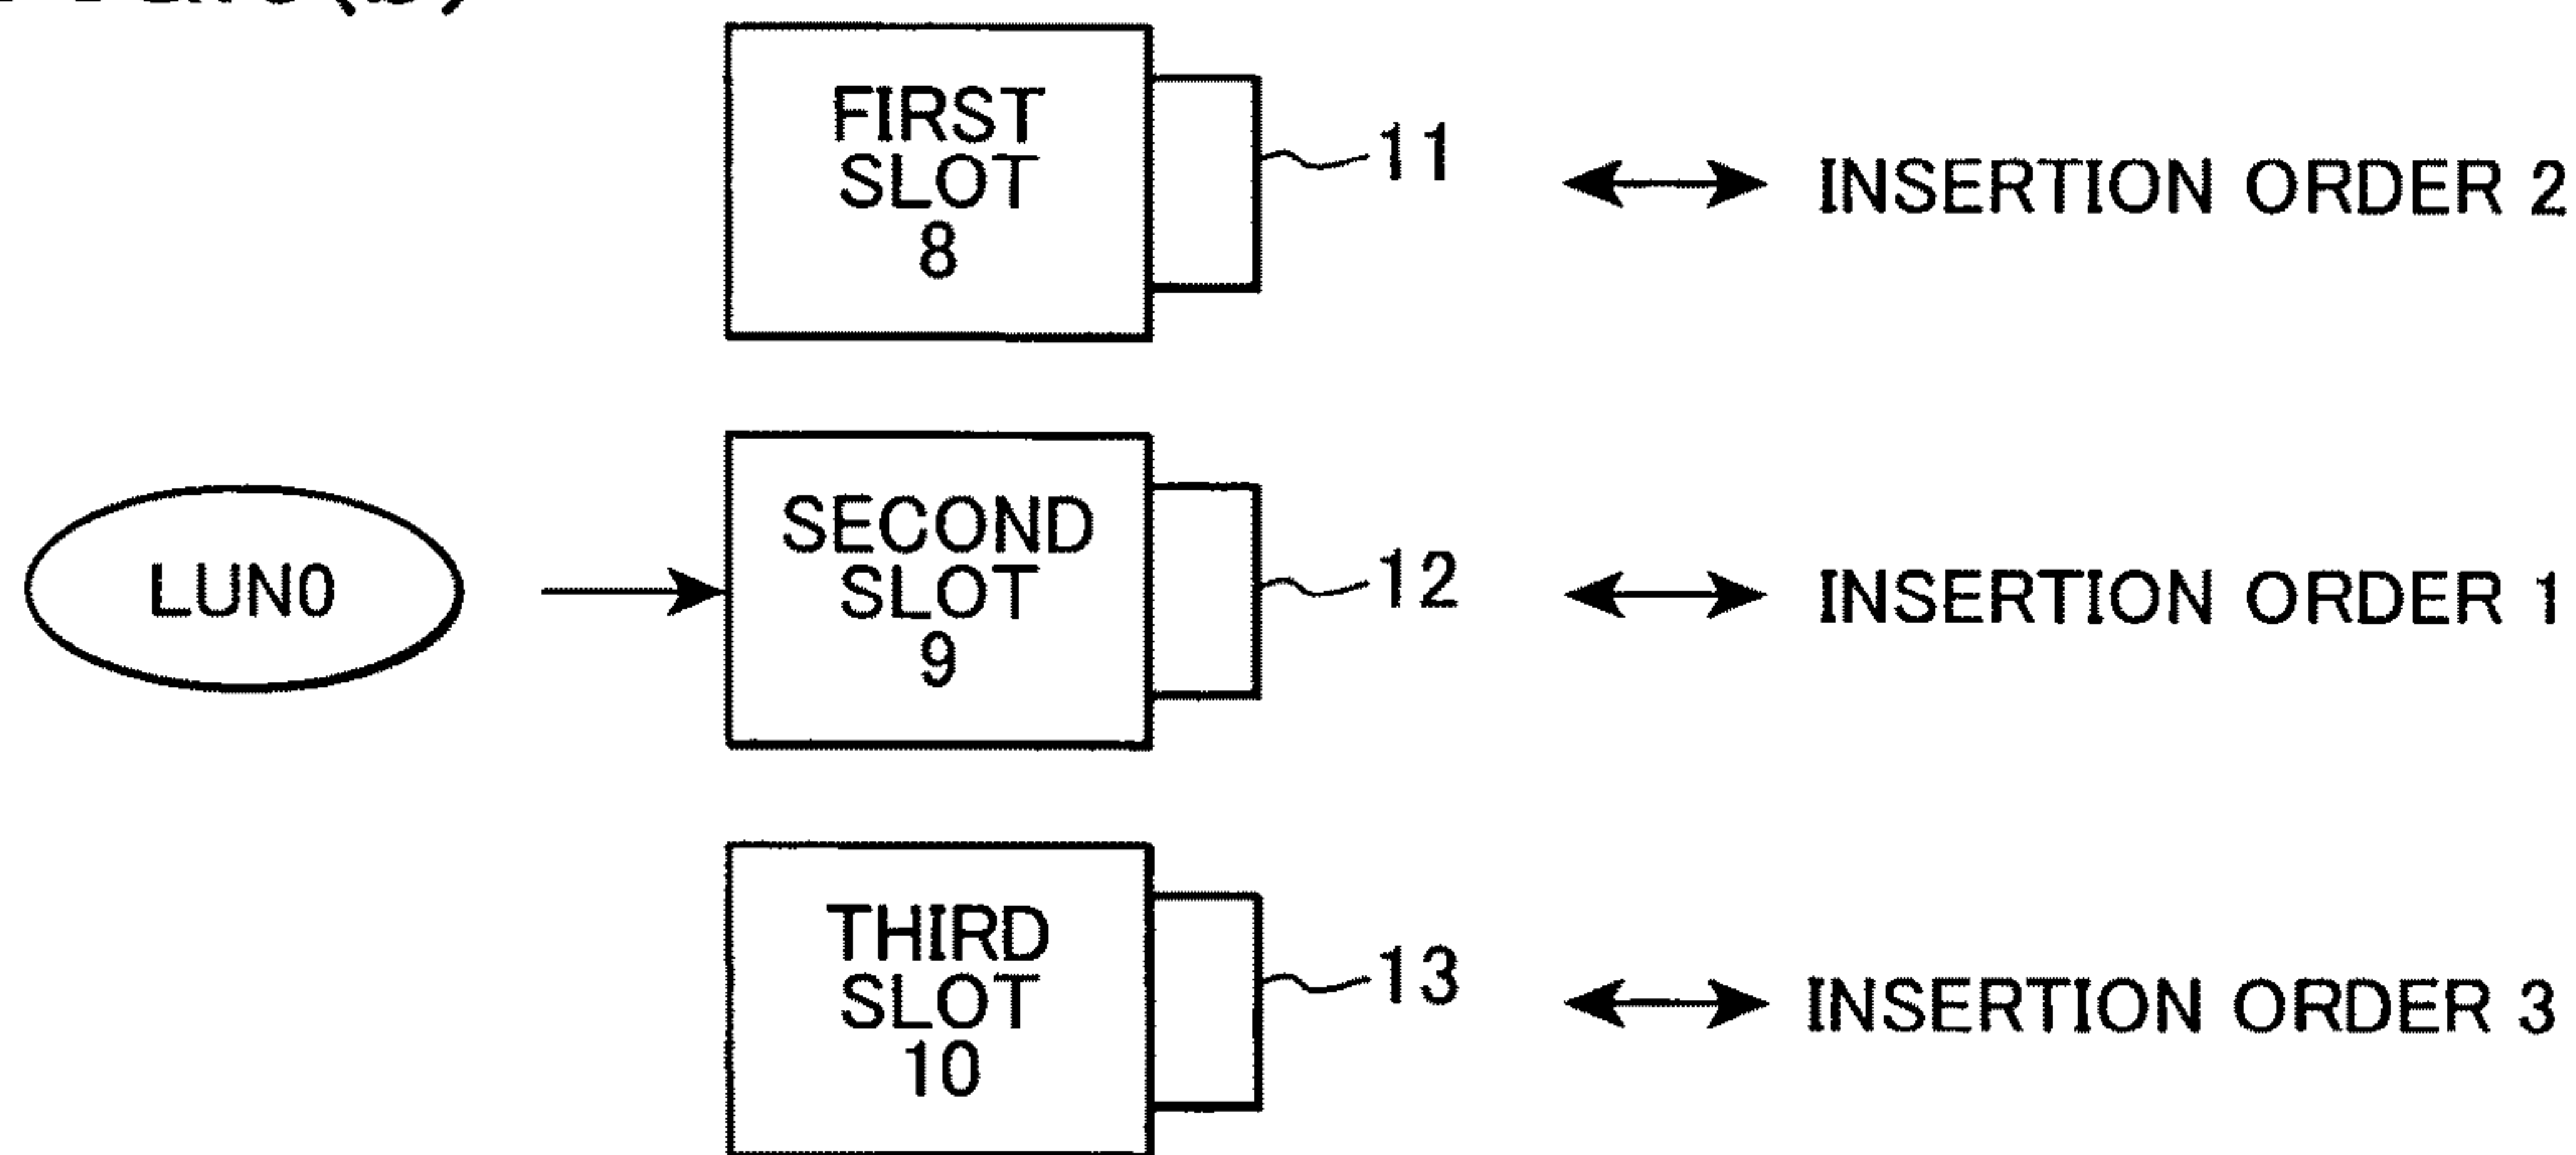 FIRST
SLOT
8
11
INSERTION ORDER 2
LUN0
SECOND
SLOT
9
12
INSERTION ORDER 1
THIRD
SLOT
10
13
INSERTION ORDER 3